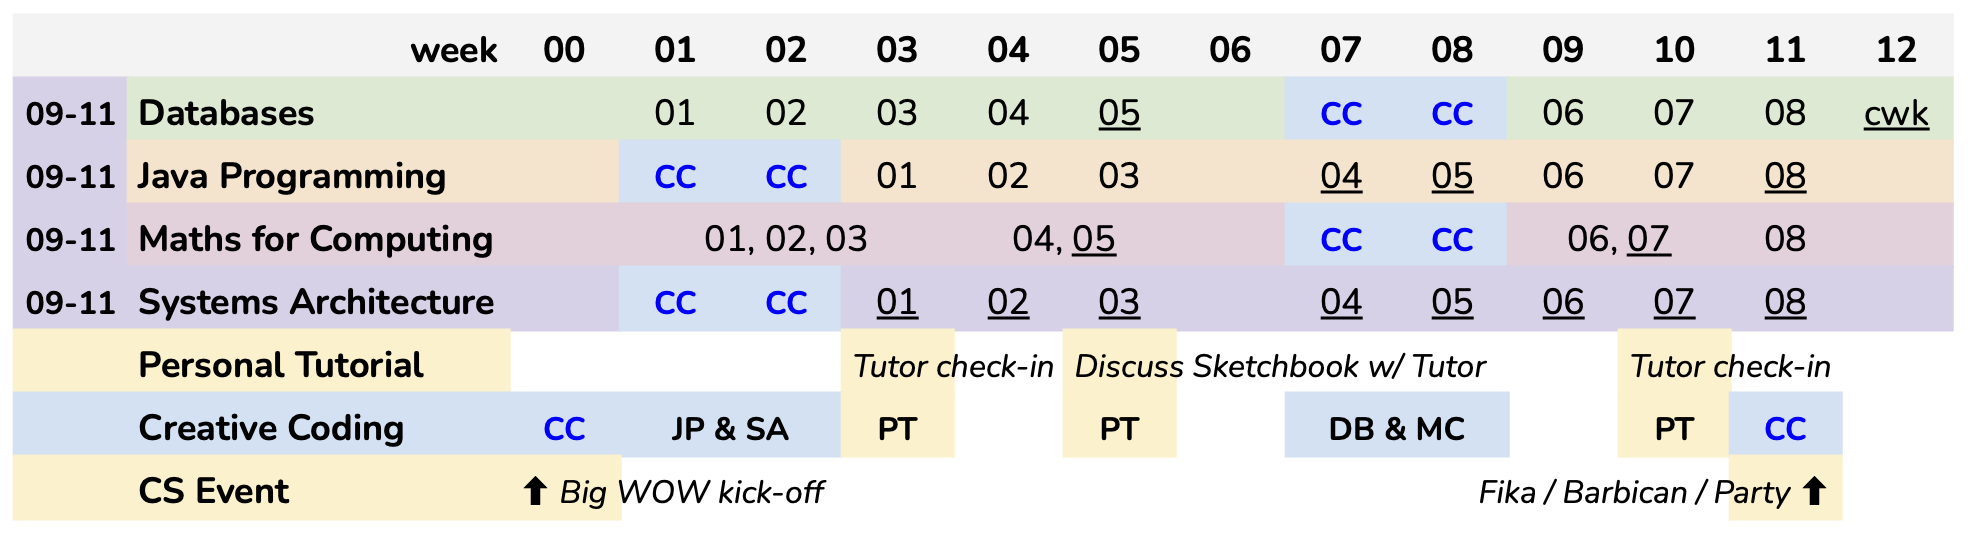 week 00 01 02 03 04 05 06 07 08 09 10 11 12
09-11 Databases 01 02 03 04 05 CC CC 06 07 08 cwk
09-11 Java Programming CC CC 01 02 03 04 05 06 07 08
09-11 Maths for Computing 01, 02, 03 04, 05 CC CC 06, 07 08
09-11 Systems Architecture CC CC 01 02 03 04 05 06 07 08
Personal Tutorial Tutor check-in Discuss Sketchbook w/ Tutor Tutor check-in
Creative Coding CC JP & SA PT PT DB & MC PT CC
CS Event ⬆ Big WOW kick-off Fika / Barbican / Party ⬆